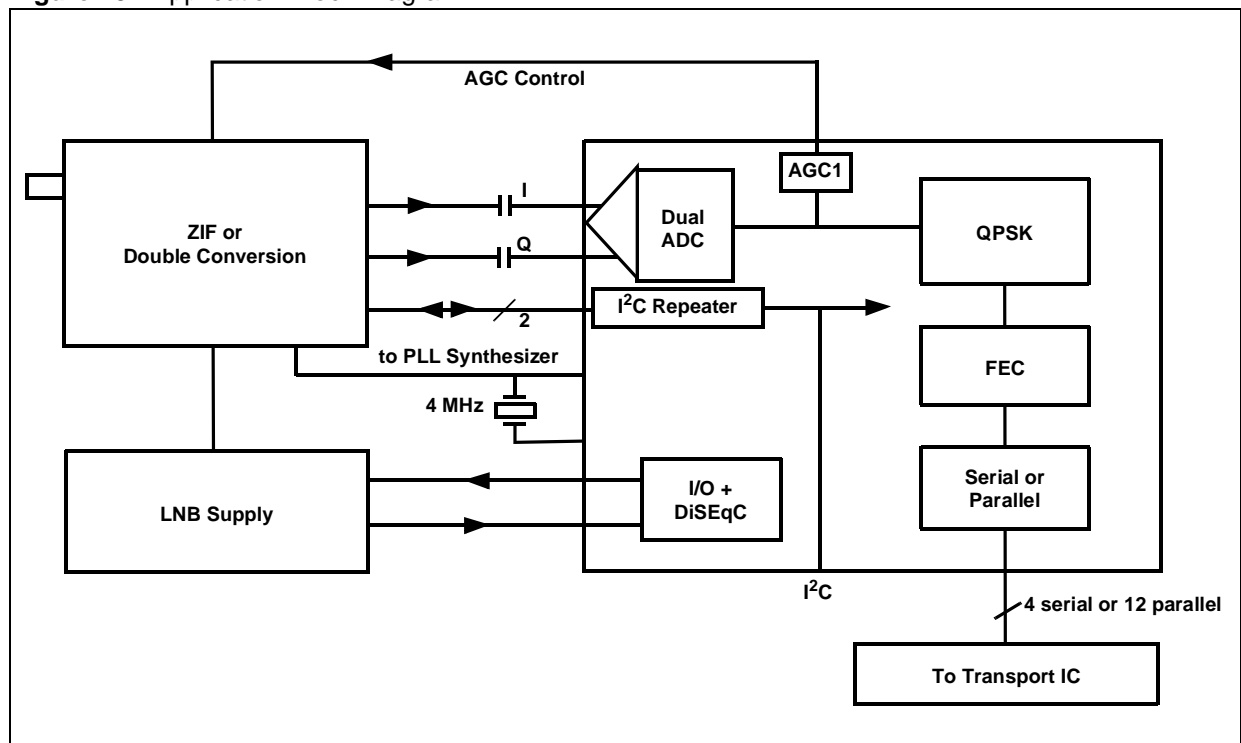 AGC Control
AGC1
I
Dual
ADC
QPSK
ZIF or
Double Conversion
Q
I²C Repeater
2
to PLL Synthesizer
FEC
4 MHz
Serial or
Parallel
I/O +
DiSEqC
LNB Supply
I²C
4 serial or 12 parallel
To Transport IC